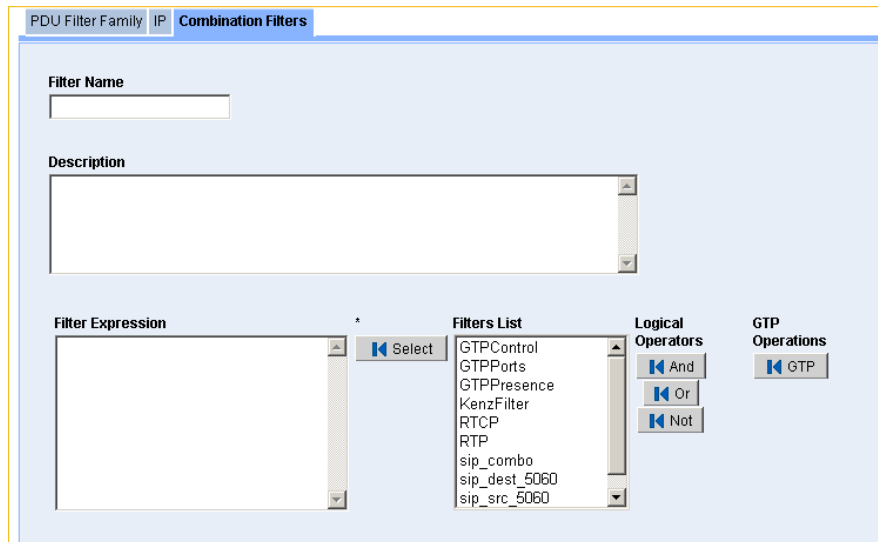 PDU Filter Family IP Combination Filters
Filter Name
Description
Filter Expression * Filters List Logical Operators GTP Operations
Select
GTPControl
GTPPorts
GTPPresence
KenzFilter
RTCP
RTP
sip_combo
sip_dest_5060
sip_src_5060
And
Or
Not
GTP